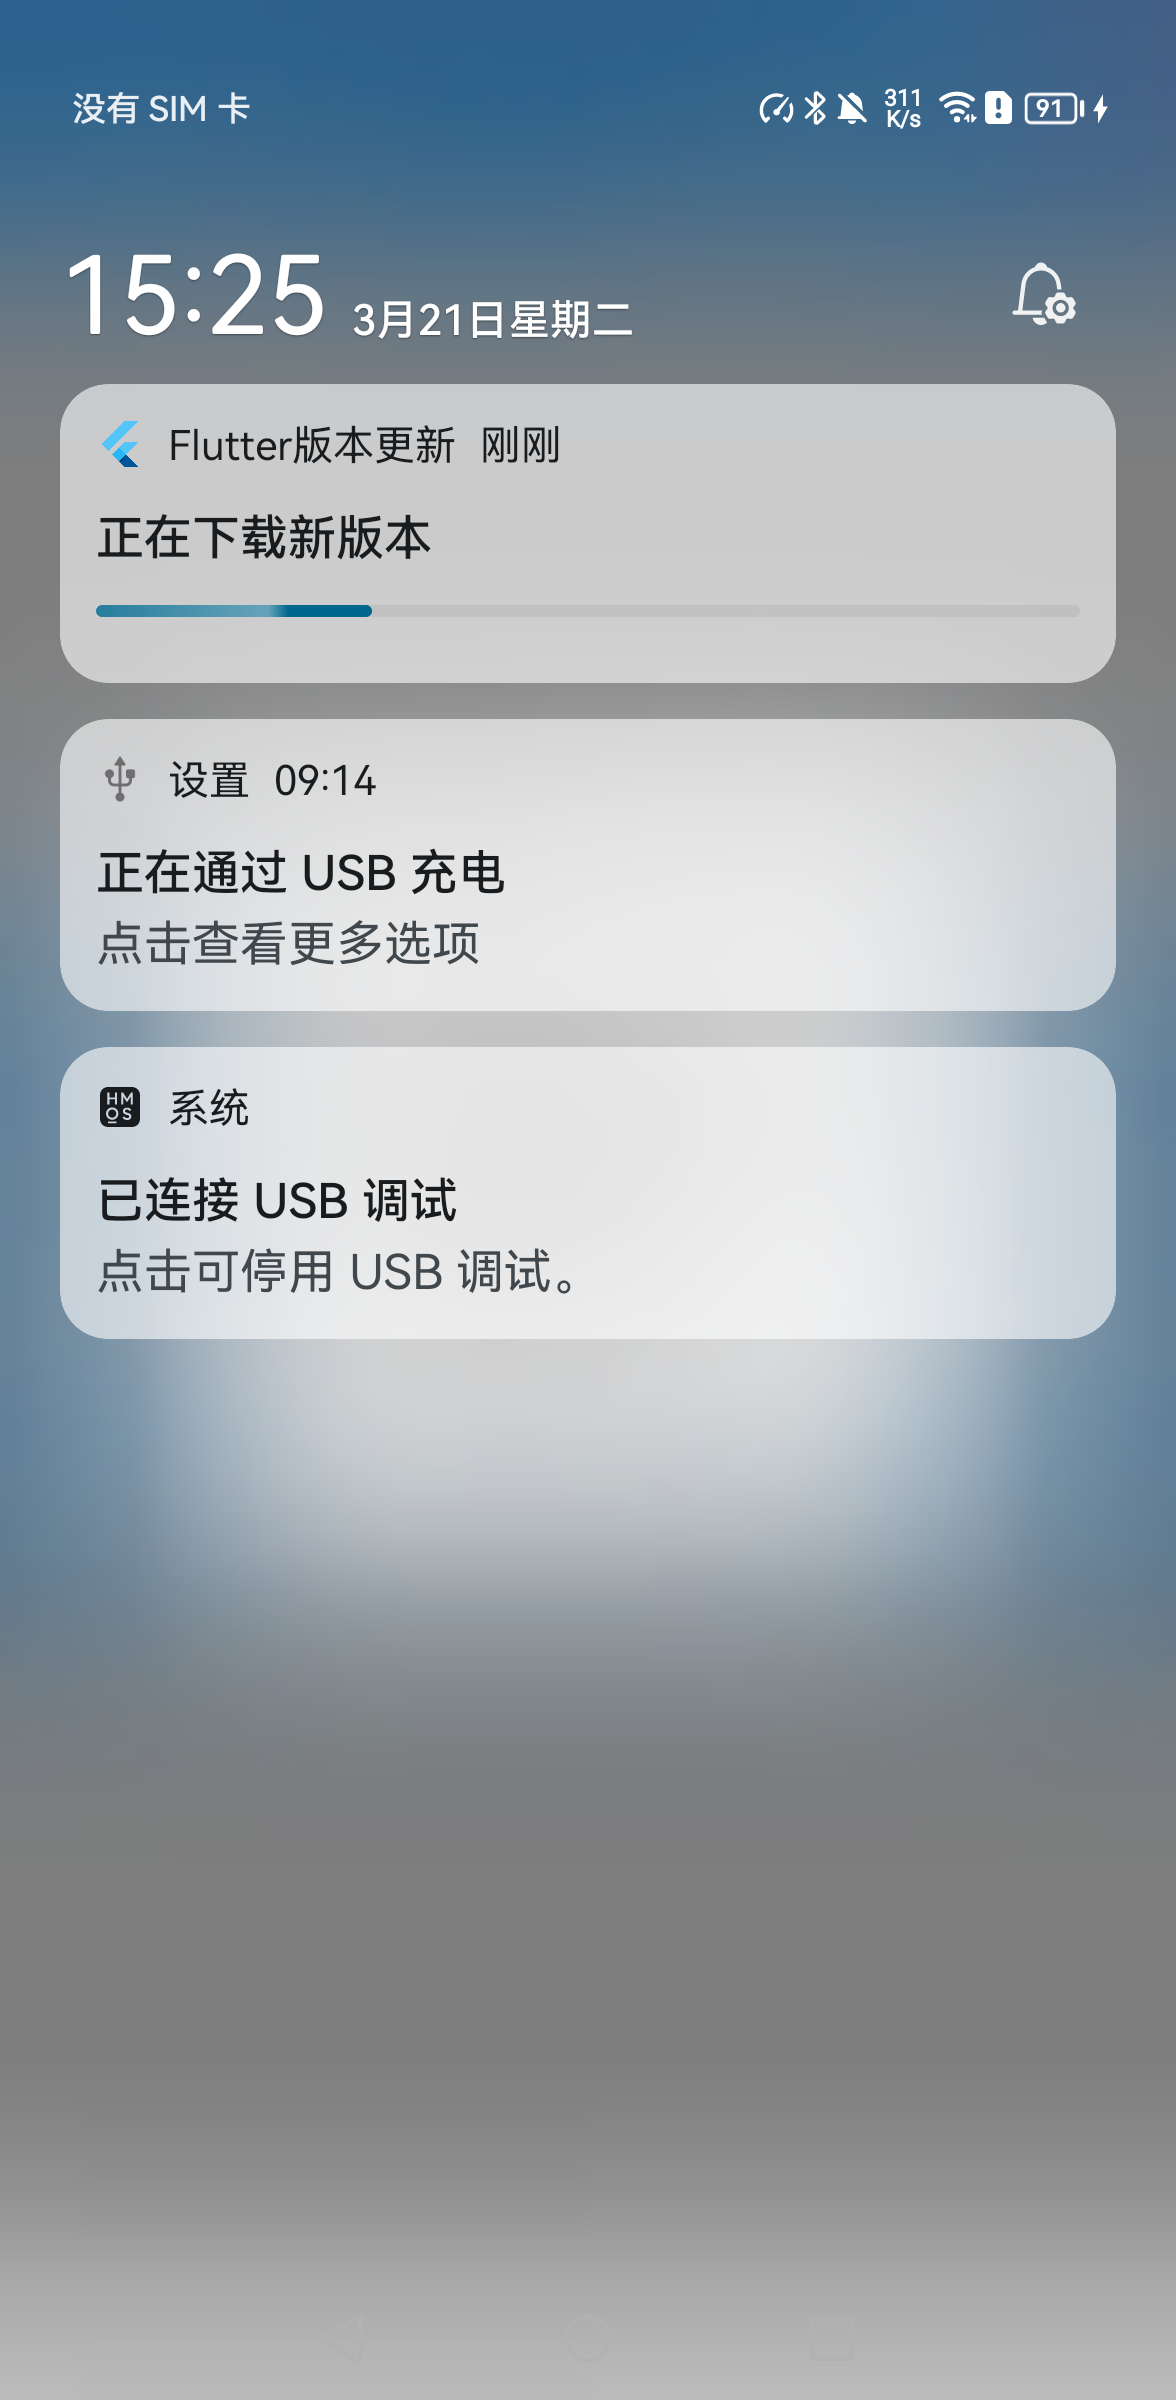 没有 SIM 卡
311 K/s
91
15:25 3月21日星期二
Flutter版本更新 刚刚
正在下载新版本
设置 09:14
正在通过 USB 充电
点击查看更多选项
HM
OS
系统
已连接 USB 调试
点击可停用 USB 调试。